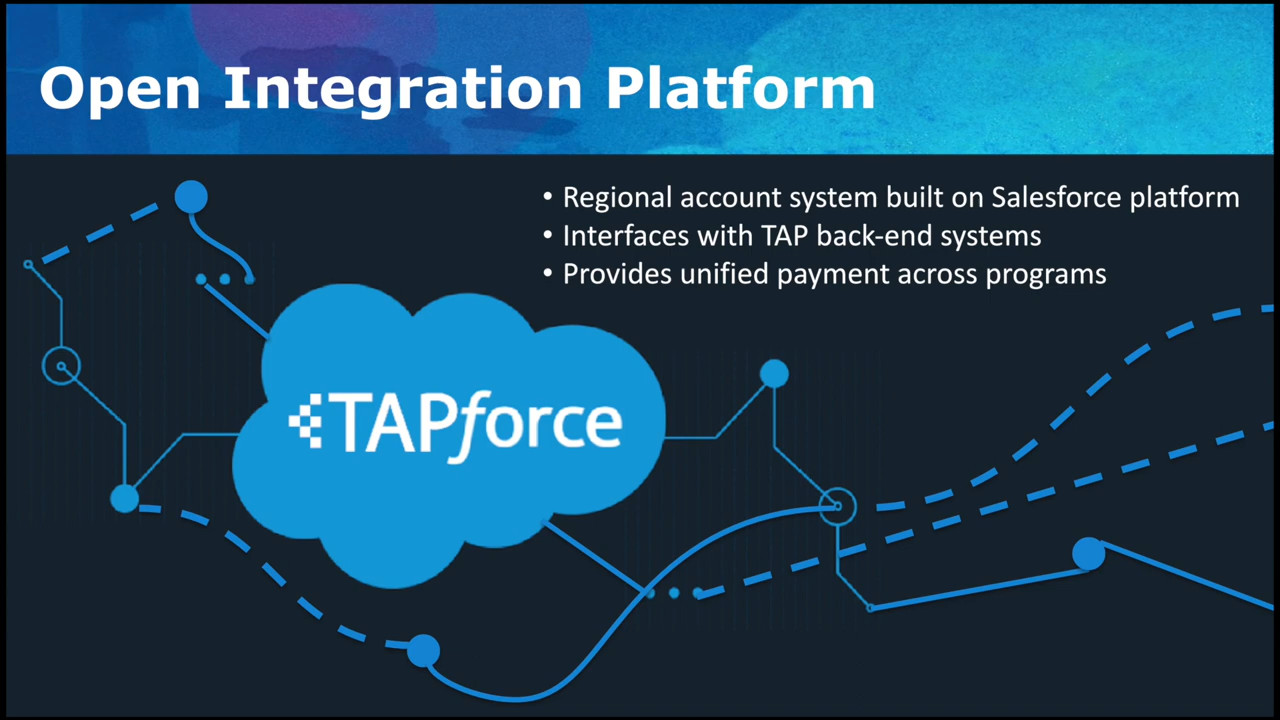 Open Integration Platform
• Regional account system built on Salesforce platform
• Interfaces with TAP back-end systems
• Provides unified payment across programs
TAPforce